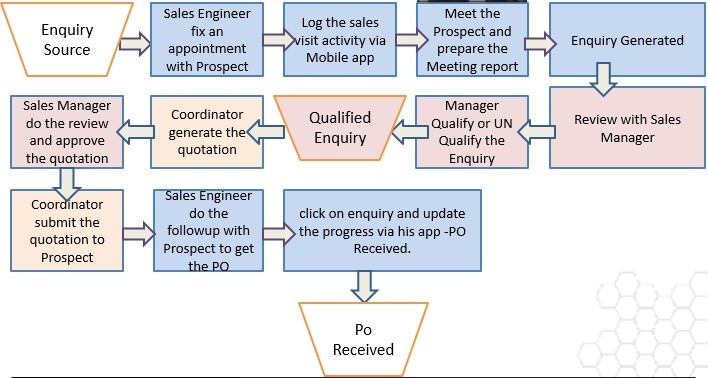 Enquiry
Source
Sales Engineer
fix an
appointment
with Prospect
Log the sales
visit activity via
Mobile app
Meet the
Prospect and
prepare the
Meeting report
Enquiry Generated
Sales Manager
do the review
and approve
the quotation
Coordinator
generate the
quotation
Qualified
Enquiry
Manager
Qualify or UN
Qualify the
Enquiry
Review with Sales
Manager
Coordinator
submit the
quotation to
Prospect
Sales Engineer
do the
followup with
Prospect to get
the PO
click on enquiry and update
the progress via his app -PO
Received.
Po
Received